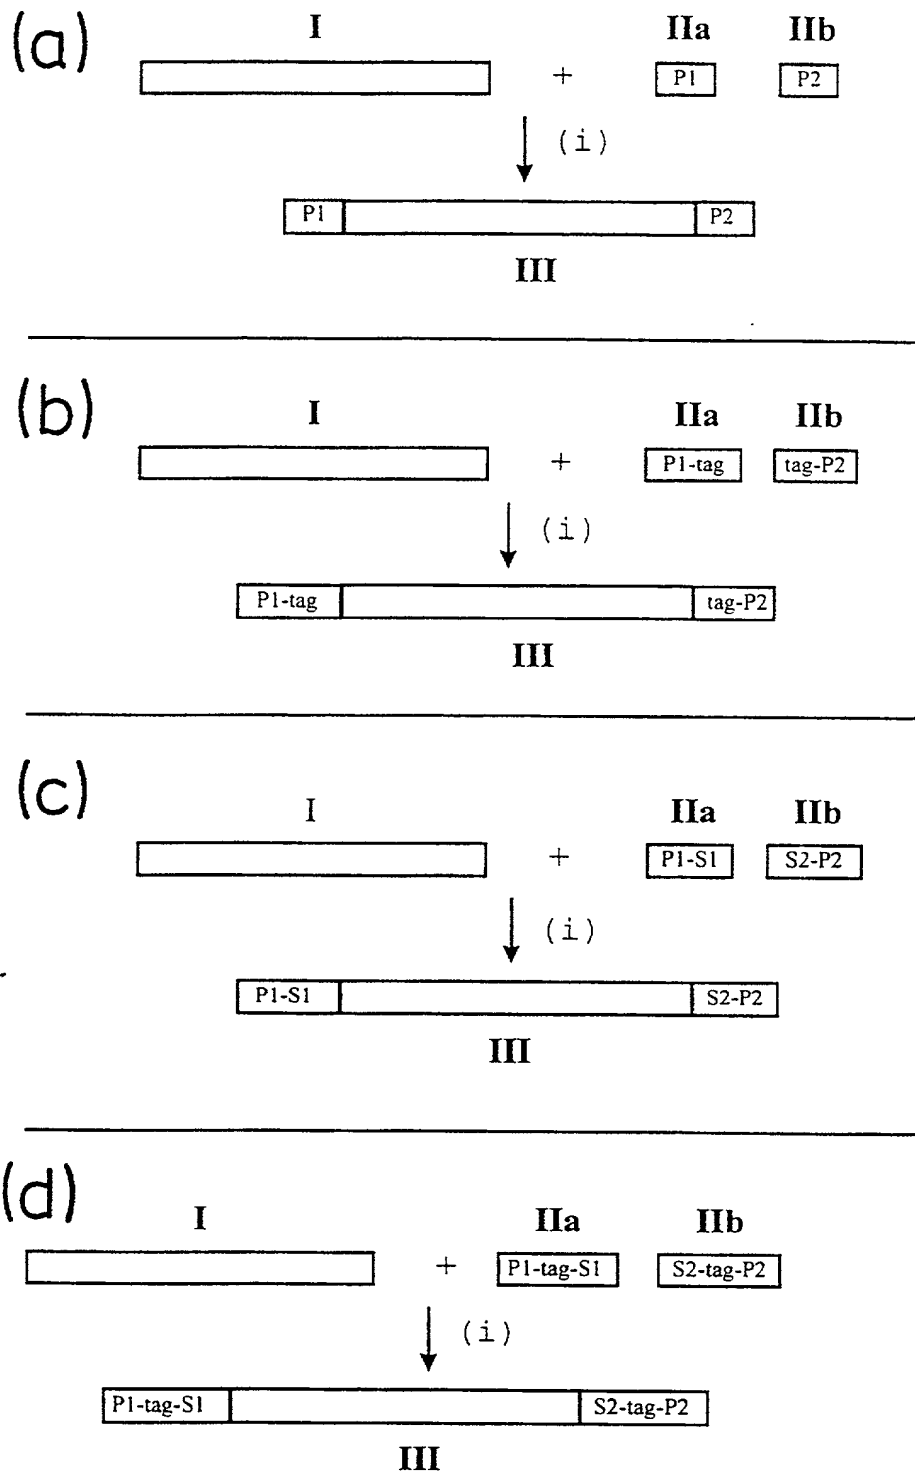 (a)
I IIa IIb
+ P1 P2
(i)
P1 P2
III
(b)
I IIa IIb
+ P1-tag tag-P2
(i)
P1-tag tag-P2
III
(c)
I IIa IIb
+ P1-S1 S2-P2
(i)
P1-S1 S2-P2
III
(d)
I IIa IIb
+ P1-tag-S1 S2-tag-P2
(i)
P1-tag-S1 S2-tag-P2
III